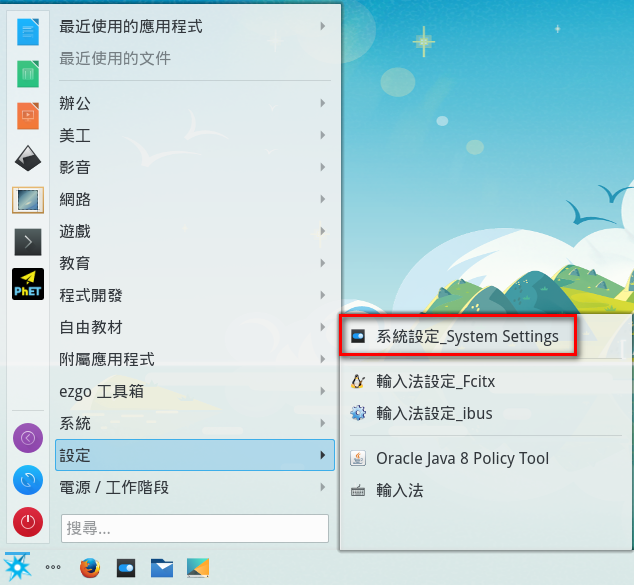 最近使用的應用程式
最近使用的文件
辦公
美工
影音
網路
遊戲
教育
PhET
程式開發
自由教材
系統設定_System Settings
附屬應用程式
輸入法設定_Fcitx
ezgo 工具箱
輸入法設定_ibus
系統
設定
Oracle Java 8 Policy Tool
電源 / 工作階段
輸入法
搜尋...